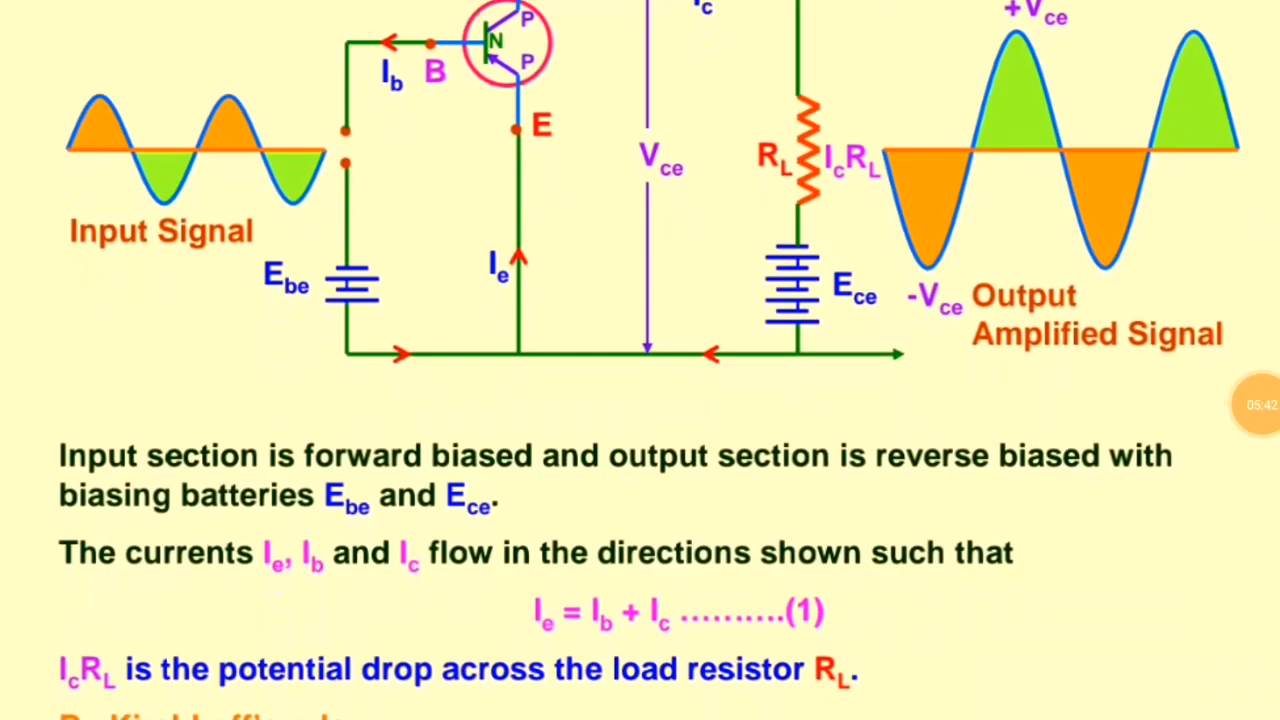 P
+Vce
Ic
N
P
Ib B
E
Vce
RL IcRL
Input Signal
Ie
Ebe
Ece
-Vce Output
Amplified Signal
05:42
Input section is forward biased and output section is reverse biased with
biasing batteries Ebe and Ece.
The currents Ie, Ib and Ic flow in the directions shown such that
Ie = Ib + Ic ..........(1)
IcRL is the potential drop across the load resistor RL.